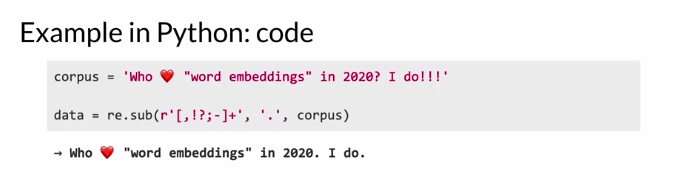 Example in Python: code
corpus = 'Who ❤️ "word embeddings" in 2020? I do!!!'
data = re.sub(r'[,!?;-]+', '.', corpus)
→ Who ❤️ "word embeddings" in 2020. I do.